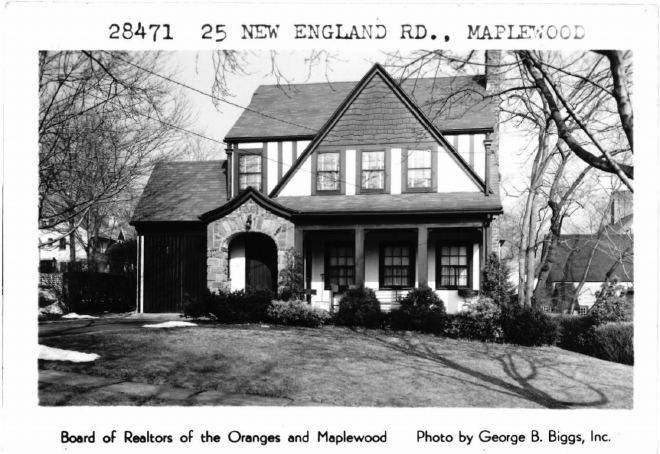 28471 25 NEW ENGLAND RD., MAPLEWOOD
Board of Realtors of the Oranges and Maplewood Photo by George B. Biggs, Inc.